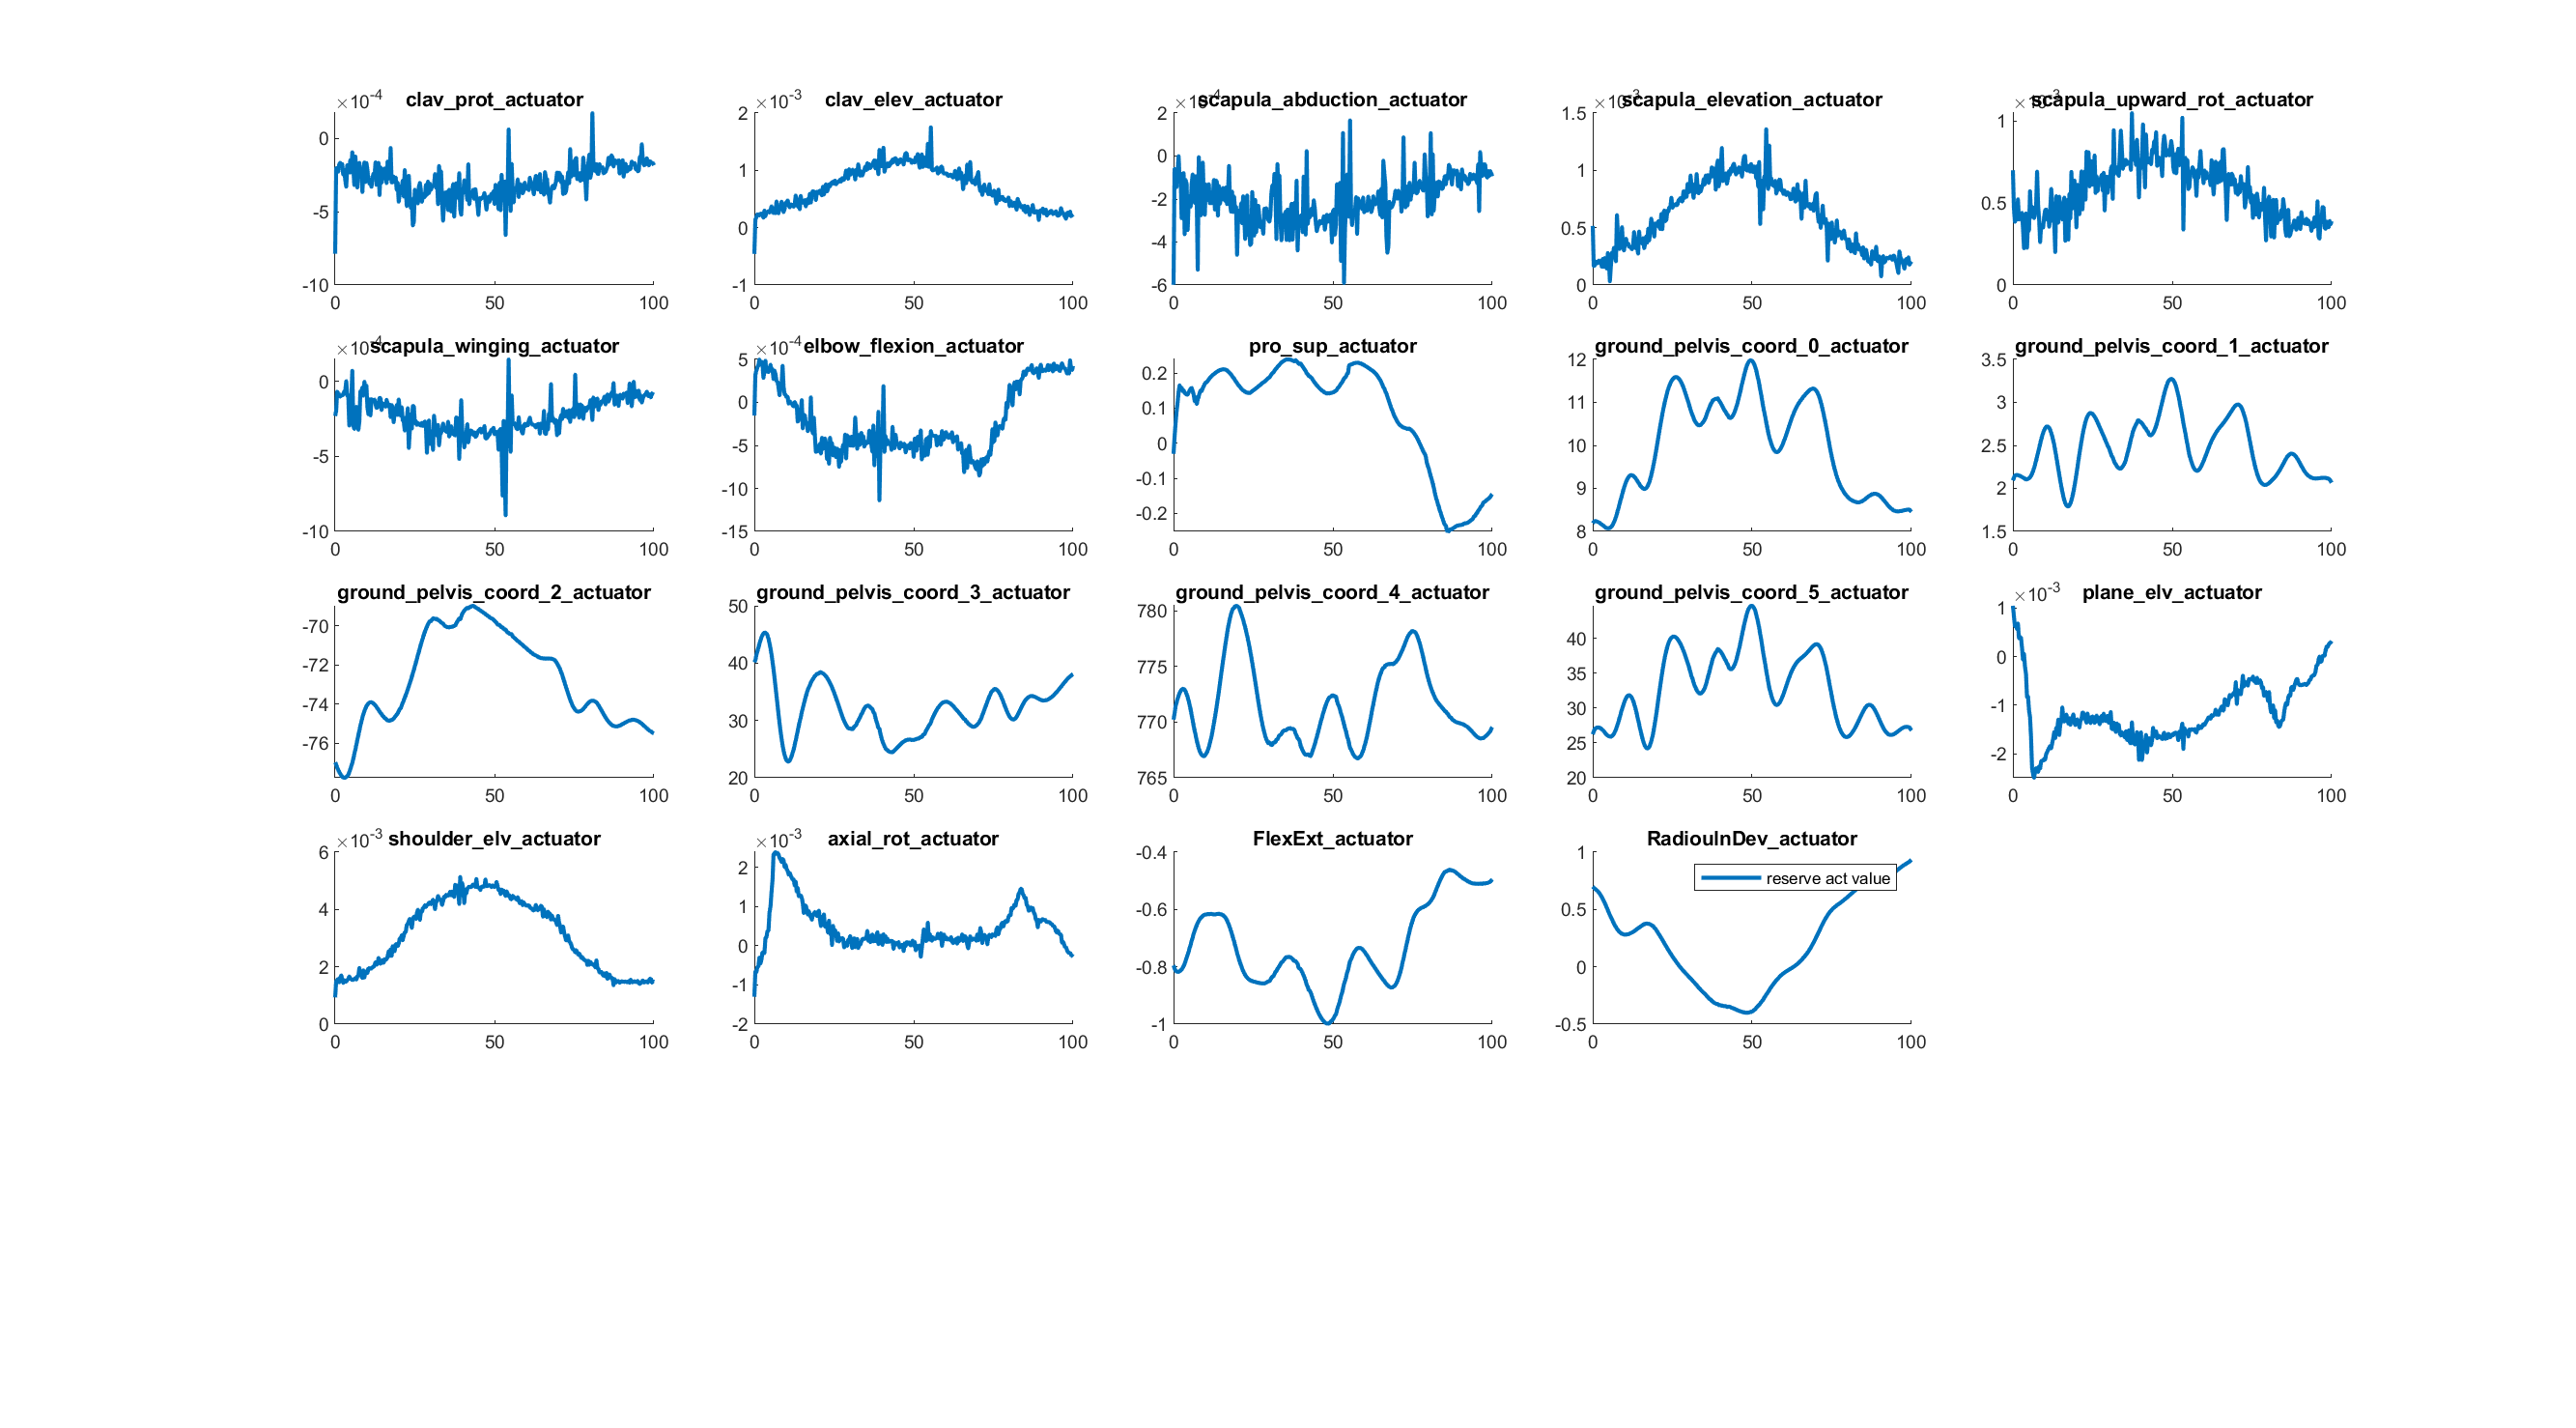 ×10-4 clav_prot_actuator
0
-5
-10
0 50 100
×10-3 clav_elev_actuator
2
1
0
-1
0 50 100
×10-4 scapula_abduction_actuator
2
0
-2
-4
-6
0 50 100
×10-3 scapula_elevation_actuator
1.5
1
0.5
0
0 50 100
×10-3 scapula_upward_rot_actuator
1
0.5
0
0 50 100
×10-4 scapula_winging_actuator
0
-5
-10
0 50 100
×10-4 elbow_flexion_actuator
5
0
-5
-10
-15
0 50 100
pro_sup_actuator
0.2
0.1
0
-0.1
-0.2
0 50 100
ground_pelvis_coord_0_actuator
12
11
10
9
8
0 50 100
ground_pelvis_coord_1_actuator
3.5
3
2.5
2
1.5
0 50 100
ground_pelvis_coord_2_actuator
-70
-72
-74
-76
0 50 100
ground_pelvis_coord_3_actuator
50
40
30
20
0 50 100
ground_pelvis_coord_4_actuator
780
775
770
765
0 50 100
ground_pelvis_coord_5_actuator
40
35
30
25
20
0 50 100
×10-3 plane_elv_actuator
1
0
-1
-2
0 50 100
×10-3 shoulder_elv_actuator
6
4
2
0
0 50 100
×10-3 axial_rot_actuator
2
1
0
-1
-2
0 50 100
FlexExt_actuator
-0.4
-0.6
-0.8
-1
0 50 100
RadioulnDev_actuator
1
reserve act value
0.5
0
-0.5
0 50 100